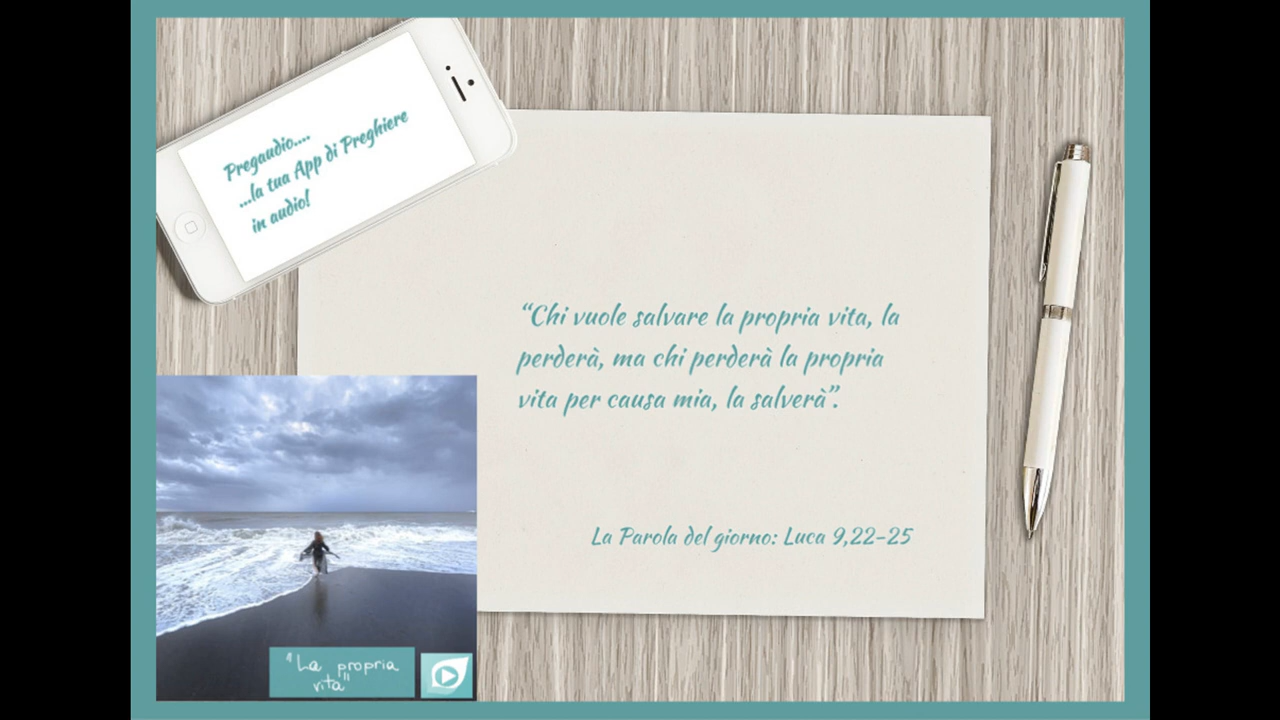 Pregaudio....
...la tua App di Preghiere
in audio!
“Chi vuole salvare la propria vita, la
perderà, ma chi perderà la propria
vita per causa mia, la salverà”.
La Parola del giorno: Luca 9,22-25
"La propria
vita"